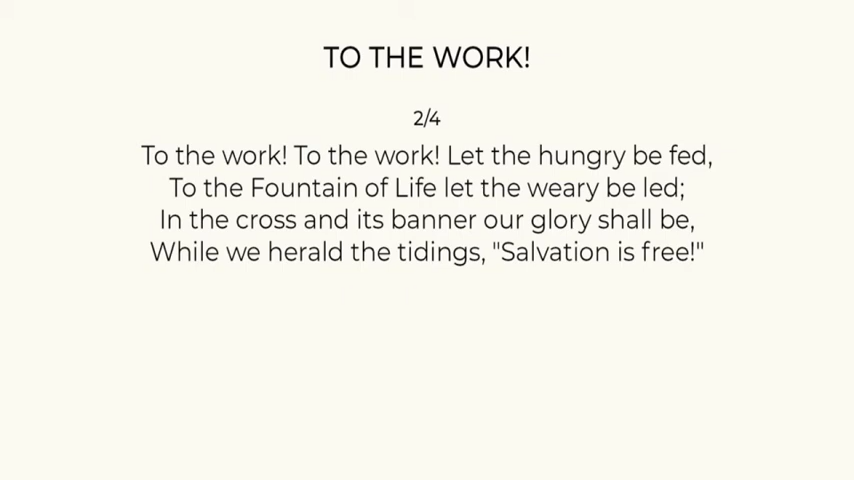 TO THE WORK!
2/4
To the work! To the work! Let the hungry be fed,
To the Fountain of Life let the weary be led;
In the cross and its banner our glory shall be,
While we herald the tidings, "Salvation is free!"